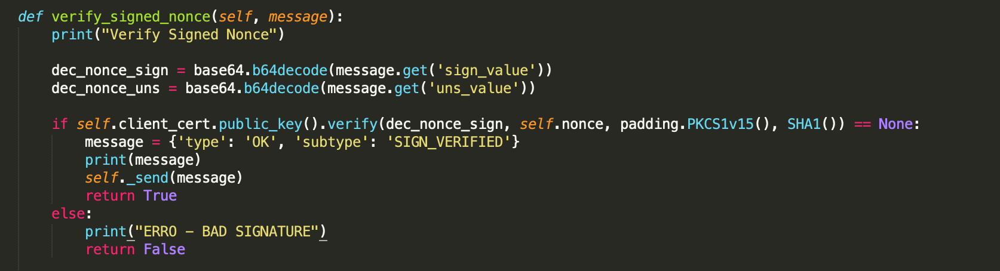 def verify_signed_nonce(self, message):
    print("Verify Signed Nonce")

    dec_nonce_sign = base64.b64decode(message.get('sign_value'))
    dec_nonce_uns = base64.b64decode(message.get('uns_value'))

    if self.client_cert.public_key().verify(dec_nonce_sign, self.nonce, padding.PKCS1v15(), SHA1()) == None:
        message = {'type': 'OK', 'subtype': 'SIGN_VERIFIED'}
        print(message)
        self._send(message)
        return True
    else:
        print("ERRO – BAD SIGNATURE")
        return False